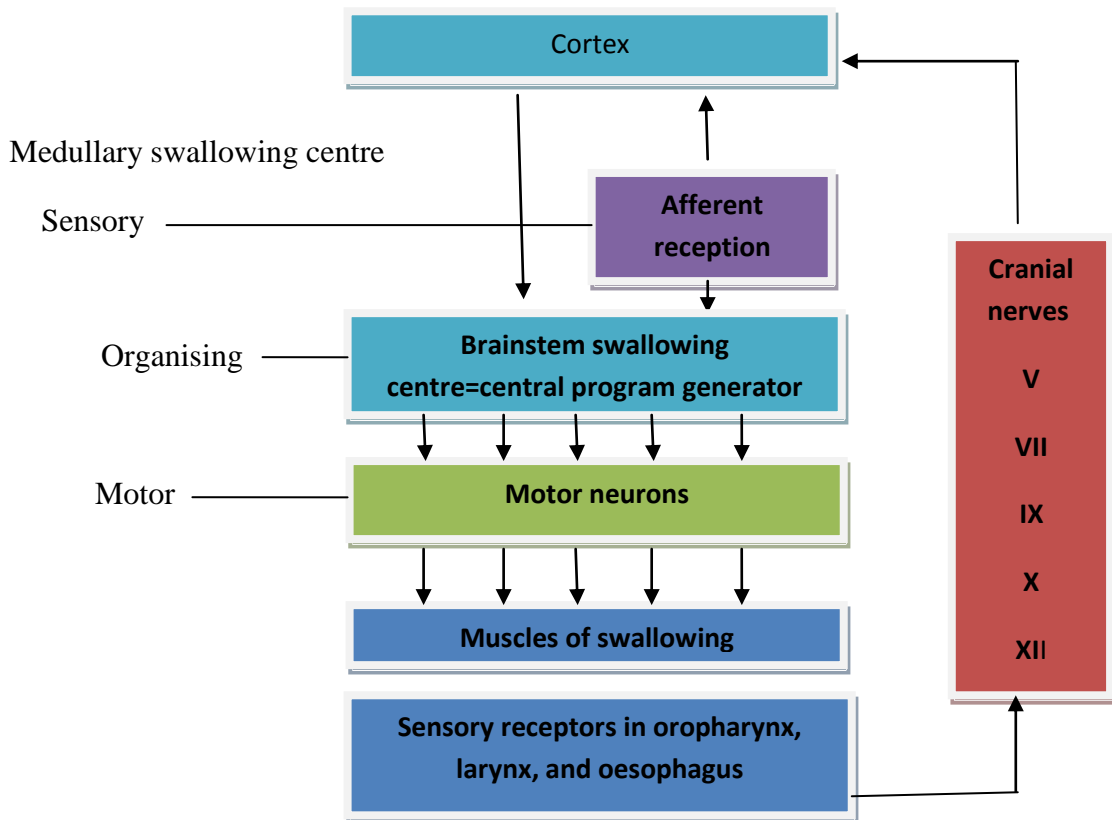 Cortex
Medullary swallowing centre
Sensory
Afferent
reception
Organising
Brainstem swallowing
centre=central program generator
Motor
Motor neurons
Muscles of swallowing
Sensory receptors in oropharynx,
larynx, and oesophagus
Cranial
nerves
V
VII
IX
X
XII